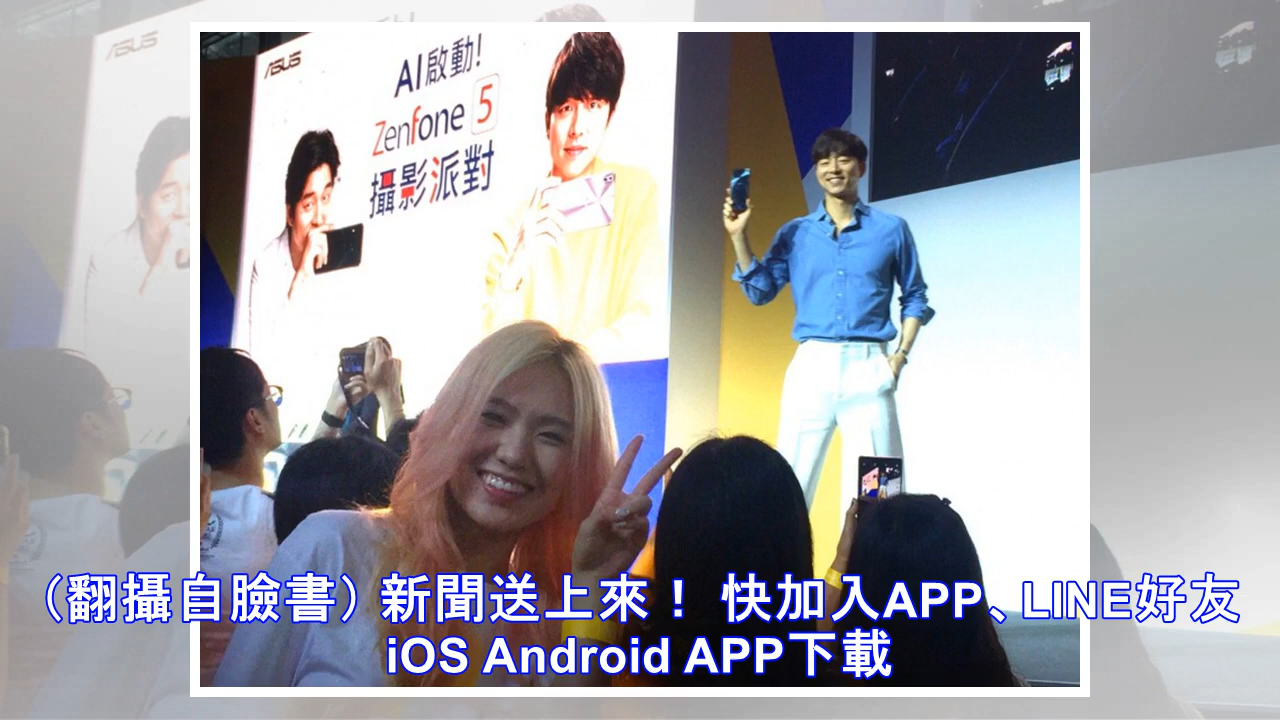 ASUS
ASUS
AI啟動!
Zenfone 5
攝影派對
(翻攝自臉書) 新聞送上來！ 快加入APP、LINE好友
iOS Android APP下載